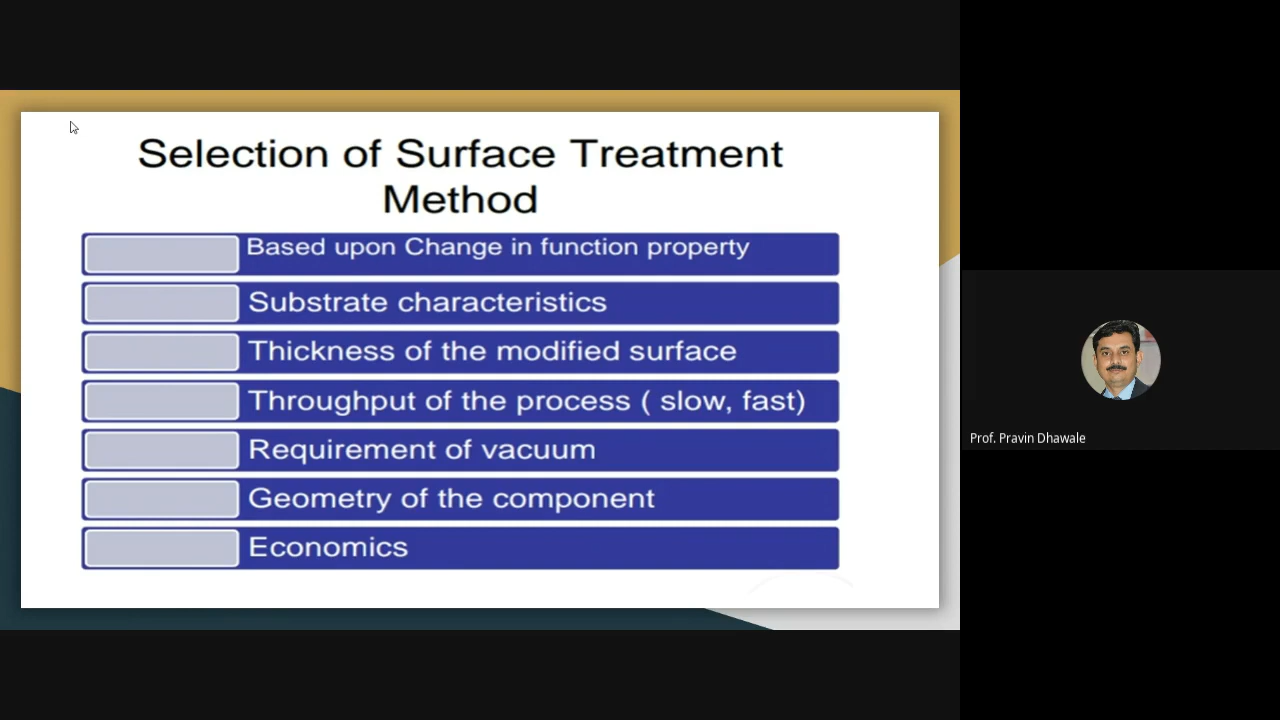 Selection of Surface Treatment
Method
Based upon Change in function property
Substrate characteristics
Thickness of the modified surface
Throughput of the process ( slow, fast)
Requirement of vacuum
Geometry of the component
Economics
Prof. Pravin Dhawale